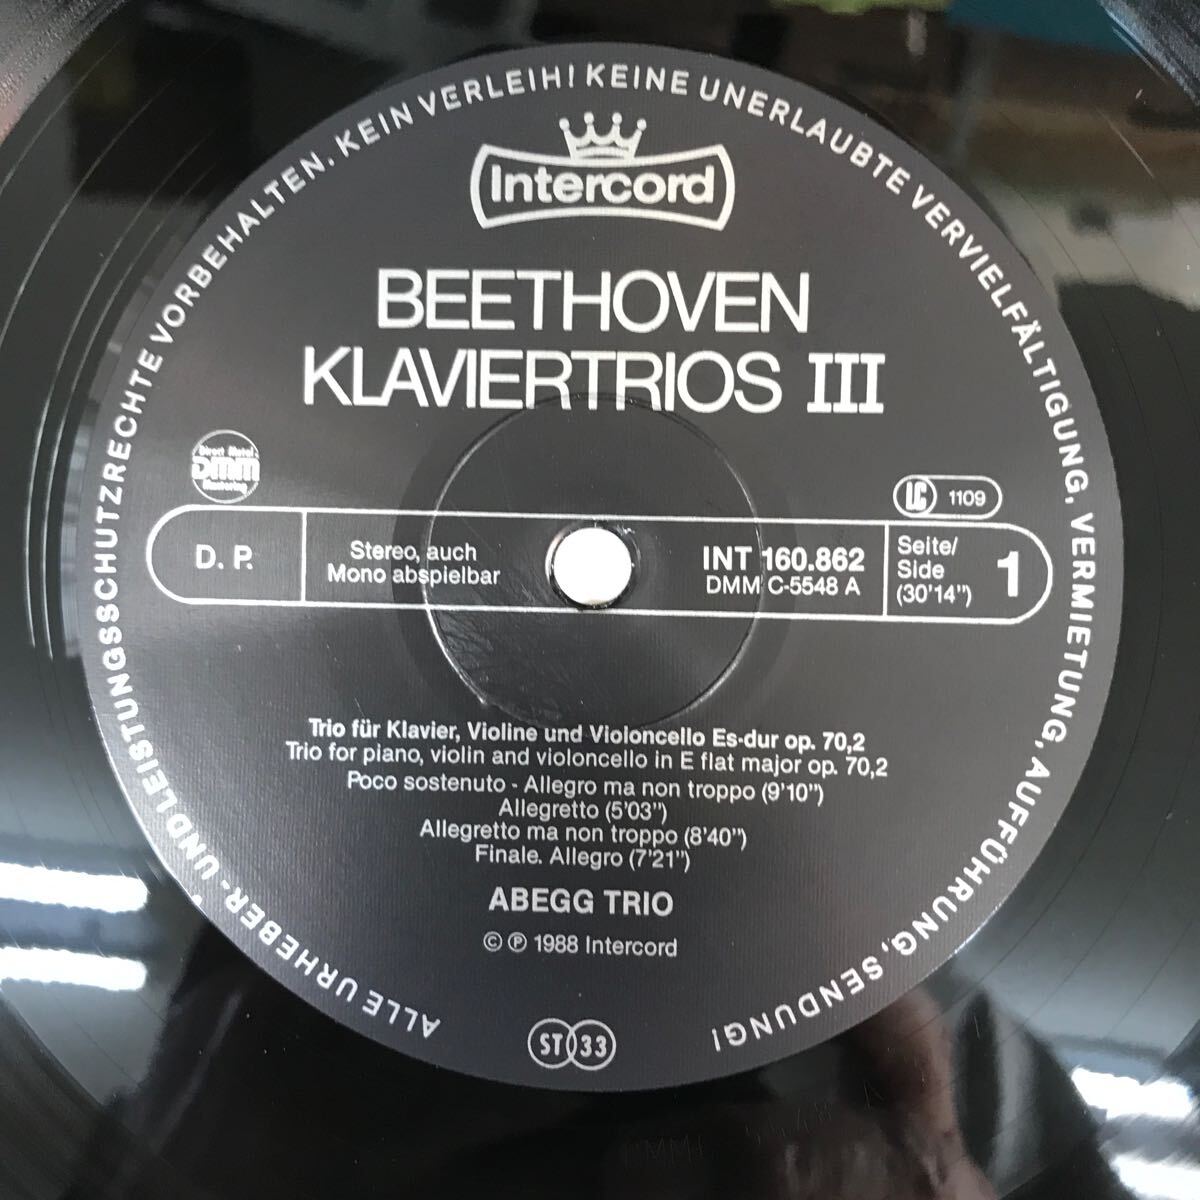 ALLE URHEBER- UND LEISTUNGSSCHUTZRECHTE VORBEHALTEN. KEIN VERLEIH! KEINE UNERLAUBTE VERVIELFÄLTIGUNG, VERMIETUNG, AUFFÜHRUNG, SENDUNG!
Intercord
BEETHOVEN
KLAVIERTRIOS III
Direct Metal
DMM
Mastering
LC 1109
D. P.
Stereo, auch
Mono abspielbar
INT 160.862
DMM C-5548 A
Seite/
Side
(30'14")
1
Trio für Klavier, Violine und Violoncello Es-dur op. 70,2
Trio for piano, violin and violoncello in E flat major op. 70,2
Poco sostenuto - Allegro ma non troppo (9'10")
Allegretto (5'03")
Allegretto ma non troppo (8'40")
Finale. Allegro (7'21")
ABEGG TRIO
© ℗ 1988 Intercord
ST 33